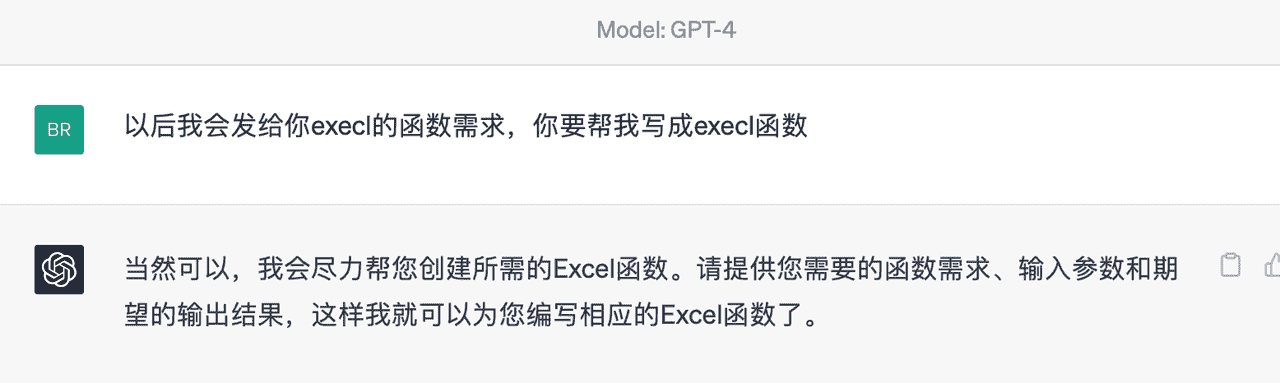 Model: GPT-4
BR
以后我会发给你execl的函数需求，你要帮我写成execl函数
当然可以，我会尽力帮您创建所需的Excel函数。请提供您需要的函数需求、输入参数和期
望的输出结果，这样我就可以为您编写相应的Excel函数了。